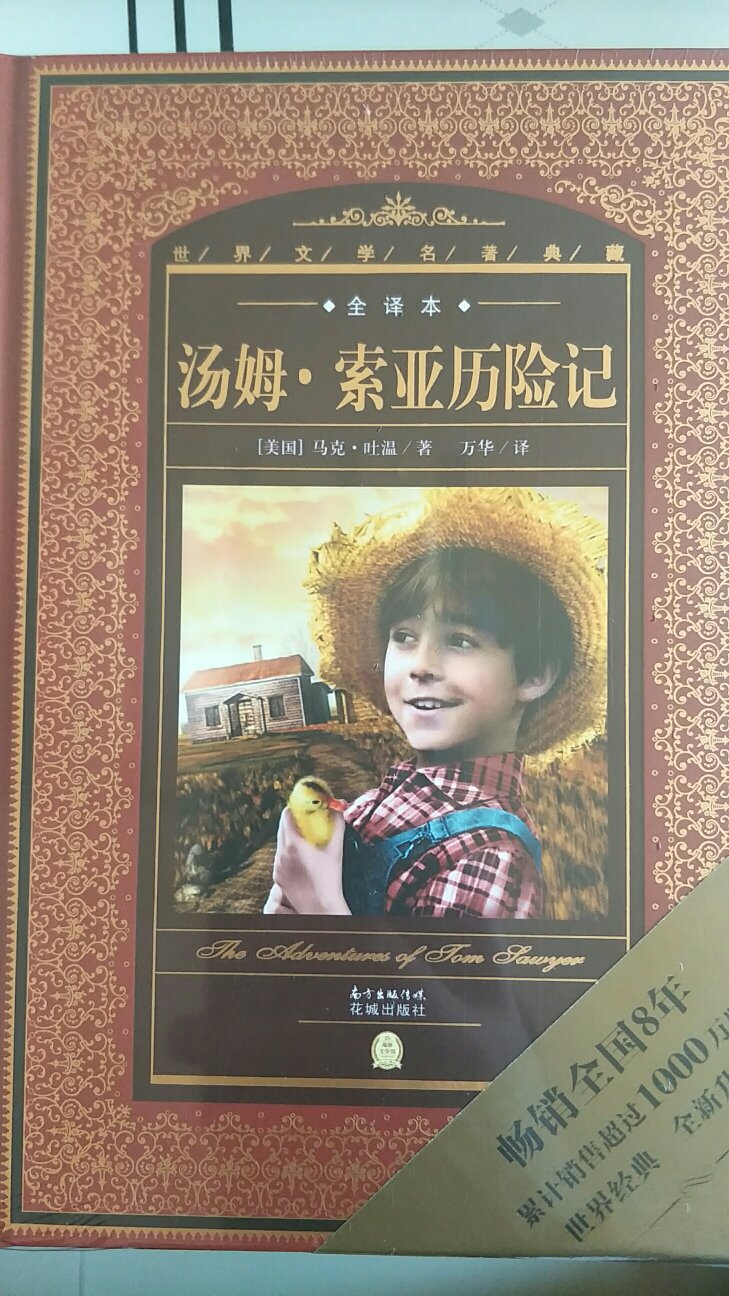 世/界/文/学/名/著/典/藏
全译本
汤姆·索亚历险记
[美国]马克·吐温/著 万华/译
The Adventures of Tom Sawyer
南方出版传媒
花城出版社
畅销全国8年
累计销售超过1000万
世界经典 全新